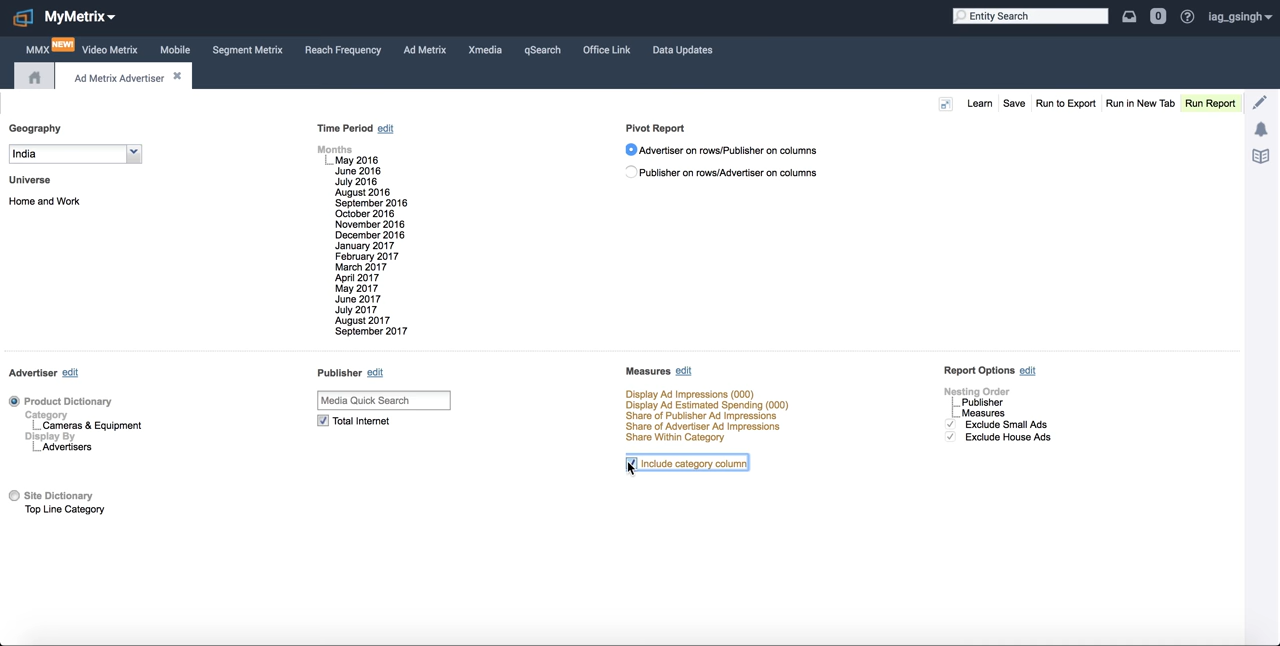 MyMetrix
Entity Search
0
iag_gsingh
MMX NEW! Video Metrix Mobile Segment Metrix Reach Frequency Ad Metrix Xmedia qSearch Office Link Data Updates
Ad Metrix Advertiser
Learn Save Run to Export Run in New Tab Run Report
Geography
India
Universe
Home and Work
Time Period edit
Months
May 2016
June 2016
July 2016
August 2016
September 2016
October 2016
November 2016
December 2016
January 2017
February 2017
March 2017
April 2017
May 2017
June 2017
July 2017
August 2017
September 2017
Pivot Report
Advertiser on rows/Publisher on columns
Publisher on rows/Advertiser on columns
Advertiser edit
Product Dictionary
Category
Cameras & Equipment
Display By
Advertisers
Site Dictionary
Top Line Category
Publisher edit
Media Quick Search
Total Internet
Measures edit
Display Ad Impressions (000)
Display Ad Estimated Spending (000)
Share of Publisher Ad Impressions
Share of Advertiser Ad Impressions
Share Within Category
Include category column
Report Options edit
Nesting Order
Publisher
Measures
Exclude Small Ads
Exclude House Ads